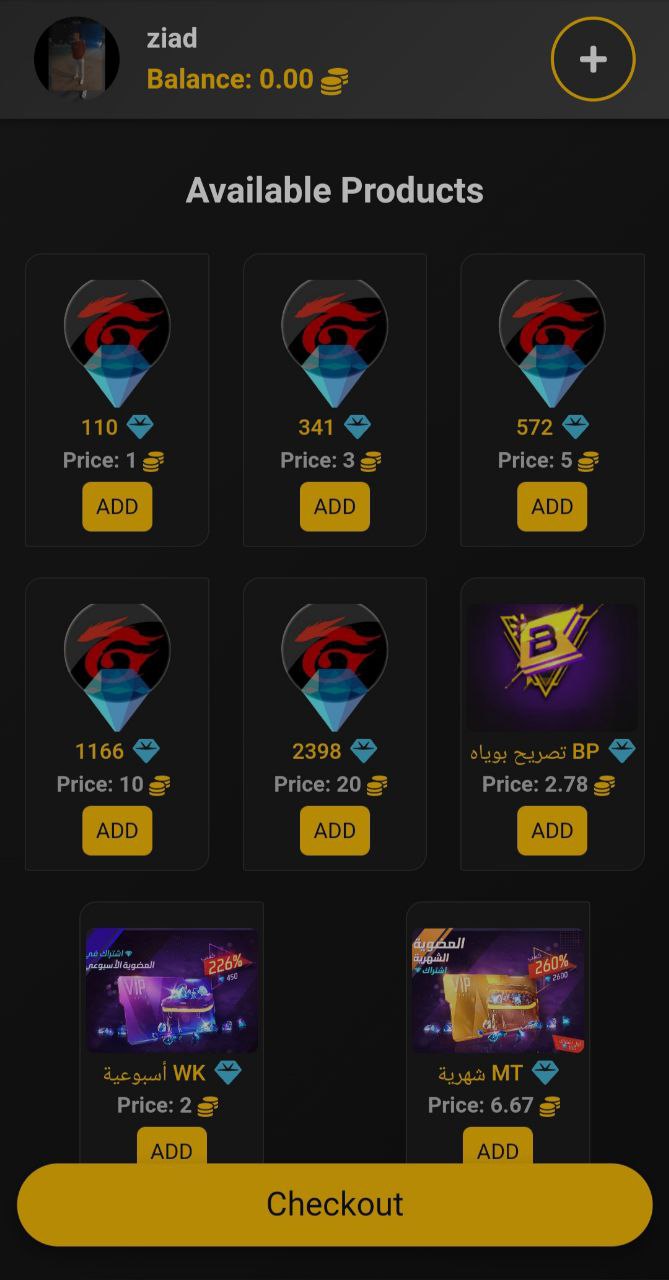 ziad
Balance: 0.00
Available Products
110
Price: 1
ADD
341
Price: 3
ADD
572
Price: 5
ADD
1166
Price: 10
ADD
2398
Price: 20
ADD
B
تصريح بوياه BP
Price: 2.78
ADD
اشتراك في
العضوية الأسبوعي
226%
450
VIP
أسبوعية WK
Price: 2
ADD
العضوية
الشهرية
اشتراك
260%
2600
VIP
شهرية MT
Price: 6.67
ADD
Checkout